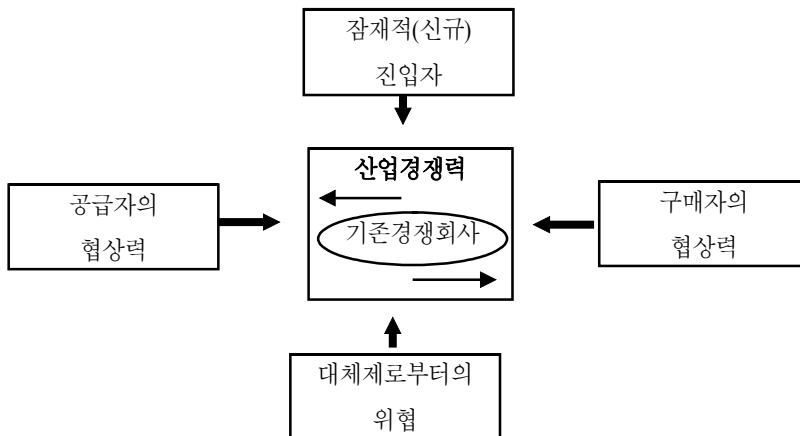 잠재적(신규)
진입자
산업경쟁력
공급자의
협상력
기존경쟁회사
구매자의
협상력
대체제로부터의
위협